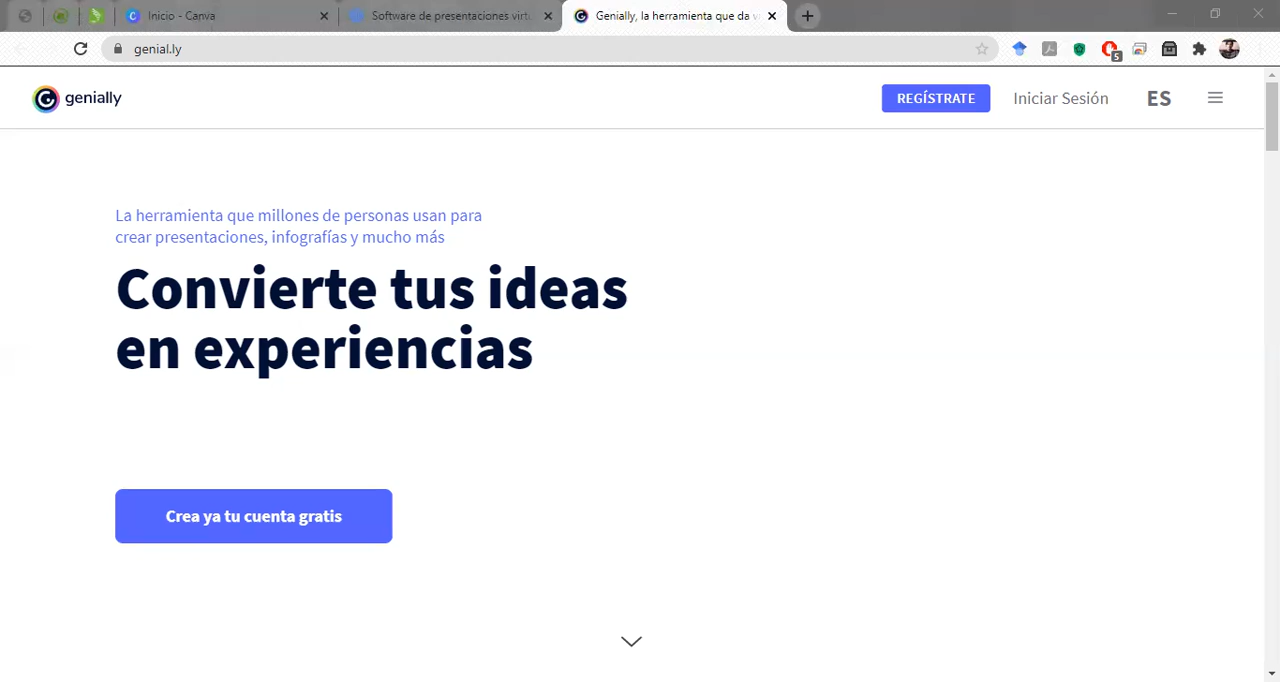 Inicio - Canva
Software de presentaciones virt
Genially, la herramienta que da v
genial.ly
5
genially
REGÍSTRATE
Iniciar Sesión
ES
La herramienta que millones de personas usan para
crear presentaciones, infografías y mucho más
Convierte tus ideas
en experiencias
Crea ya tu cuenta gratis